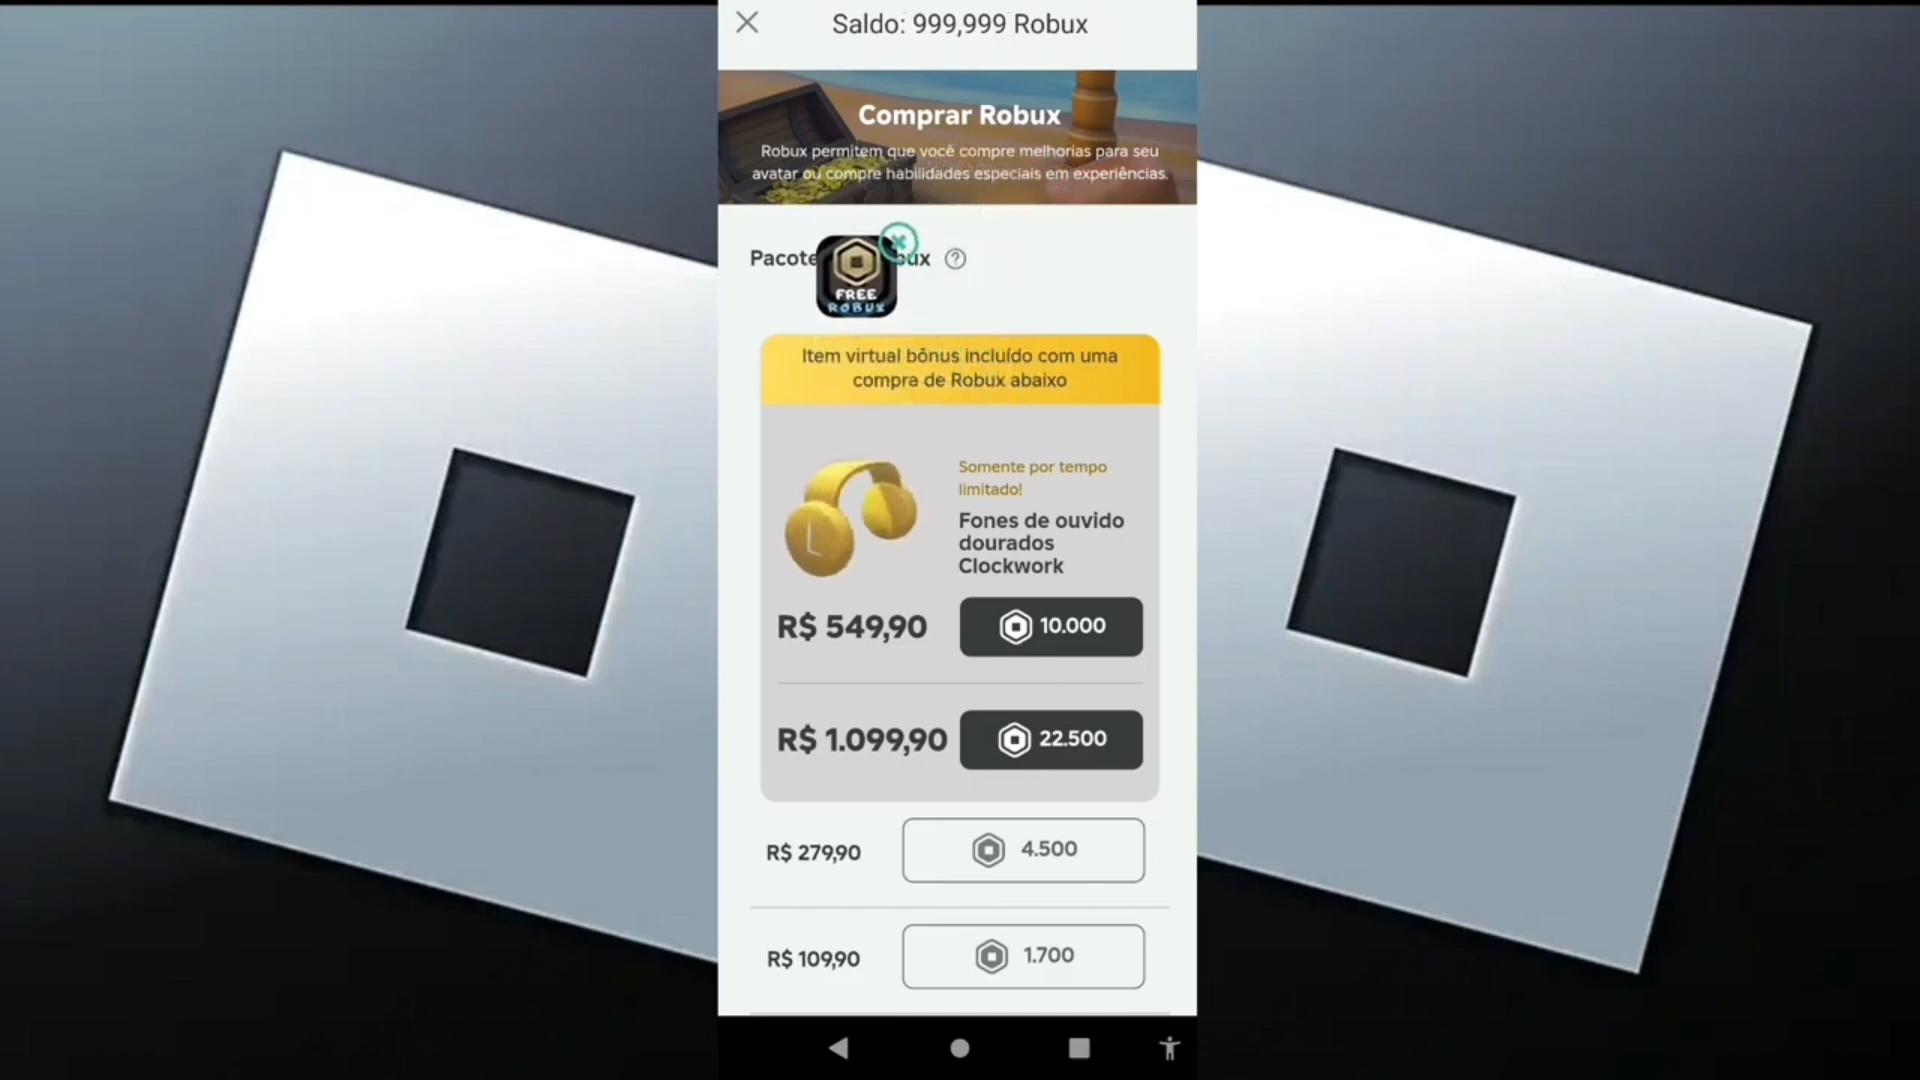 Saldo: 999,999 Robux
Comprar Robux
Robux permitem que você compre melhorias para seu
avatar ou compre habilidades especiais em experiências.
Pacote bux ?
FREE
ROBUX
Item virtual bônus incluído com uma
compra de Robux abaixo
Somente por tempo
limitado!
Fones de ouvido
dourados
Clockwork
L
R$ 549,90 10.000
R$ 1.099,90 22.500
R$ 279,90 4.500
R$ 109,90 1.700